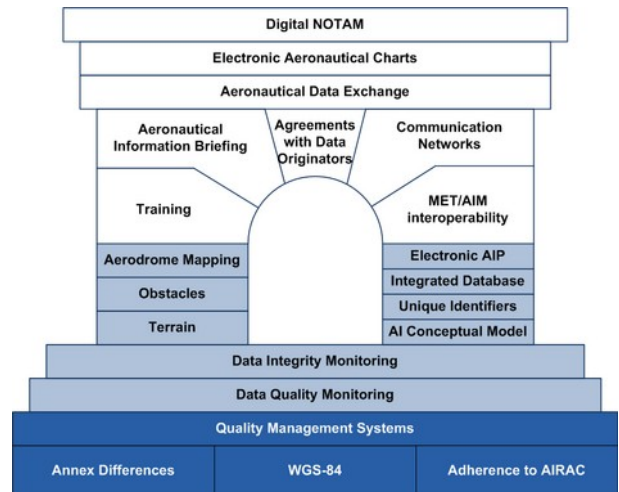 Digital NOTAM
Electronic Aeronautical Charts
Aeronautical Data Exchange
Aeronautical
Information Briefing
Agreements
with Data
Originators
Communication
Networks
Training
MET/AIM
interoperability
Aerodrome Mapping
Obstacles
Terrain
Electronic AIP
Integrated Database
Unique Identifiers
AI Conceptual Model
Data Integrity Monitoring
Data Quality Monitoring
Quality Management Systems
Annex Differences
WGS-84
Adherence to AIRAC